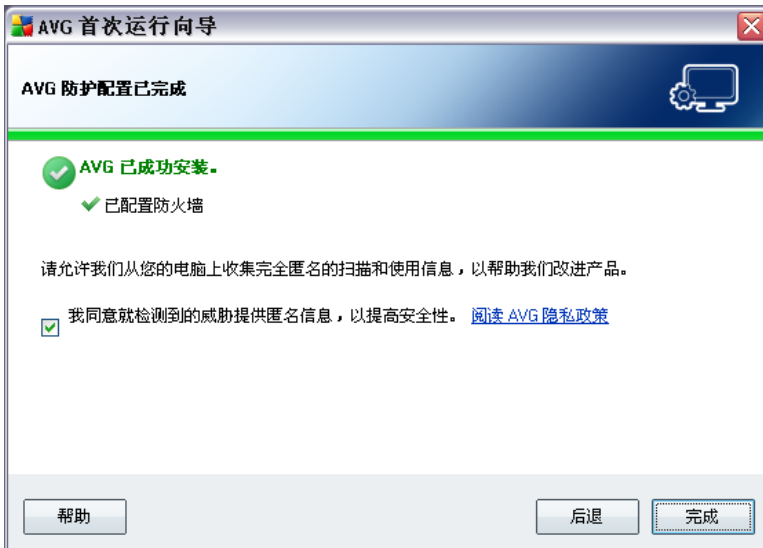 AVG 首次运行向导
AVG 防护配置已完成
AVG 已成功安装。
已配置防火墙
请允许我们从您的电脑上收集完全匿名的扫描和使用信息，以帮助我们改进产品。
我同意就检测到的威胁提供匿名信息，以提高安全性。 阅读 AVG 隐私政策
帮助 后退 完成